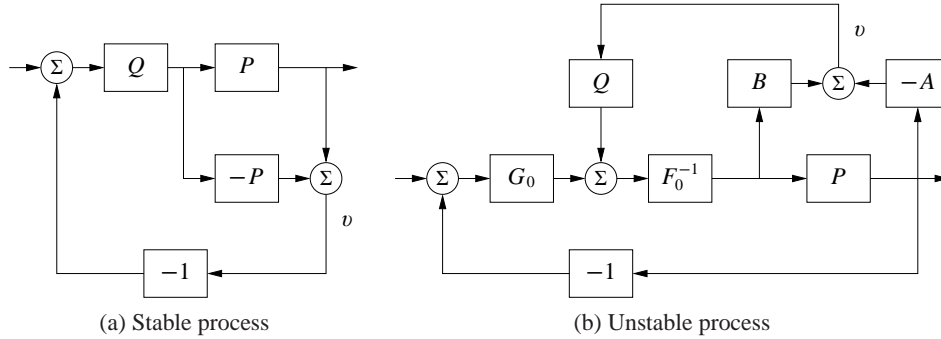 Σ Q P
−P Σ
υ
−1
(a) Stable process
υ
Q B Σ −A
Σ G₀ Σ F₀⁻¹ P
−1
(b) Unstable process